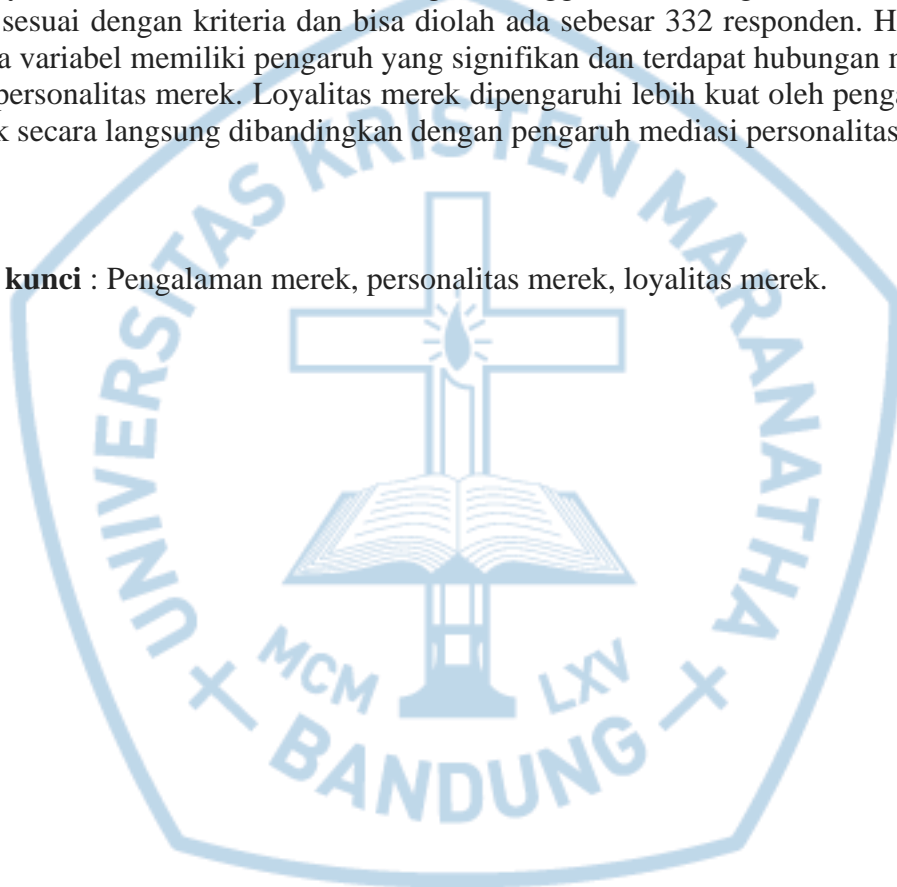 sesuai dengan kriteria dan bisa diolah ada sebesar 332 responden. H
a variabel memiliki pengaruh yang signifikan dan terdapat hubungan
personalitas merek. Loyalitas merek dipengaruhi lebih kuat oleh
k secara langsung dibandingkan dengan pengaruh mediasi personalitas
kunci : Pengalaman merek, personalitas merek, loyalitas merek.
UNIVERSITAS KRISTEN MARANATHA
MCM LXV
BANDUNG